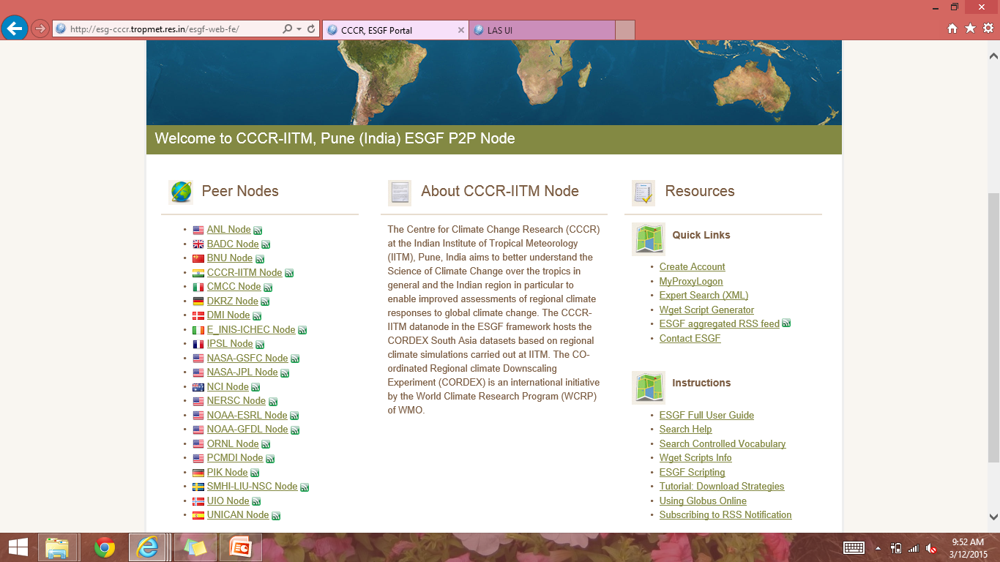 http://esg-cccr.tropmet.res.in/esgf-web-fe/
CCCR, ESGF Portal
LAS UI
Welcome to CCCR-IITM, Pune (India) ESGF P2P Node
Peer Nodes
ANL Node
BADC Node
BNU Node
CCCR-IITM Node
CMCC Node
DKRZ Node
DMI Node
E_INIS-ICHEC Node
IPSL Node
NASA-GSFC Node
NASA-JPL Node
NCI Node
NERSC Node
NOAA-ESRL Node
NOAA-GFDL Node
ORNL Node
PCMDI Node
PIK Node
SMHI-LIU-NSC Node
UIO Node
UNICAN Node
About CCCR-IITM Node
The Centre for Climate Change Research (CCCR)
at the Indian Institute of Tropical Meteorology
(IITM), Pune, India aims to better understand the
Science of Climate Change over the tropics in
general and the Indian region in particular to
enable improved assessments of regional climate
responses to global climate change. The CCCR-
IITM datanode in the ESGF framework hosts the
CORDEX South Asia datasets based on regional
climate simulations carried out at IITM. The CO-
ordinated Regional climate Downscaling
Experiment (CORDEX) is an international initiative
by the World Climate Research Program (WCRP)
of WMO.
Resources
Quick Links
Create Account
MyProxyLogon
Expert Search (XML)
Wget Script Generator
ESGF aggregated RSS feed
Contact ESGF
Instructions
ESGF Full User Guide
Search Help
Search Controlled Vocabulary
Wget Scripts Info
ESGF Scripting
Tutorial: Download Strategies
Using Globus Online
Subscribing to RSS Notification
9:52 AM
3/12/2015